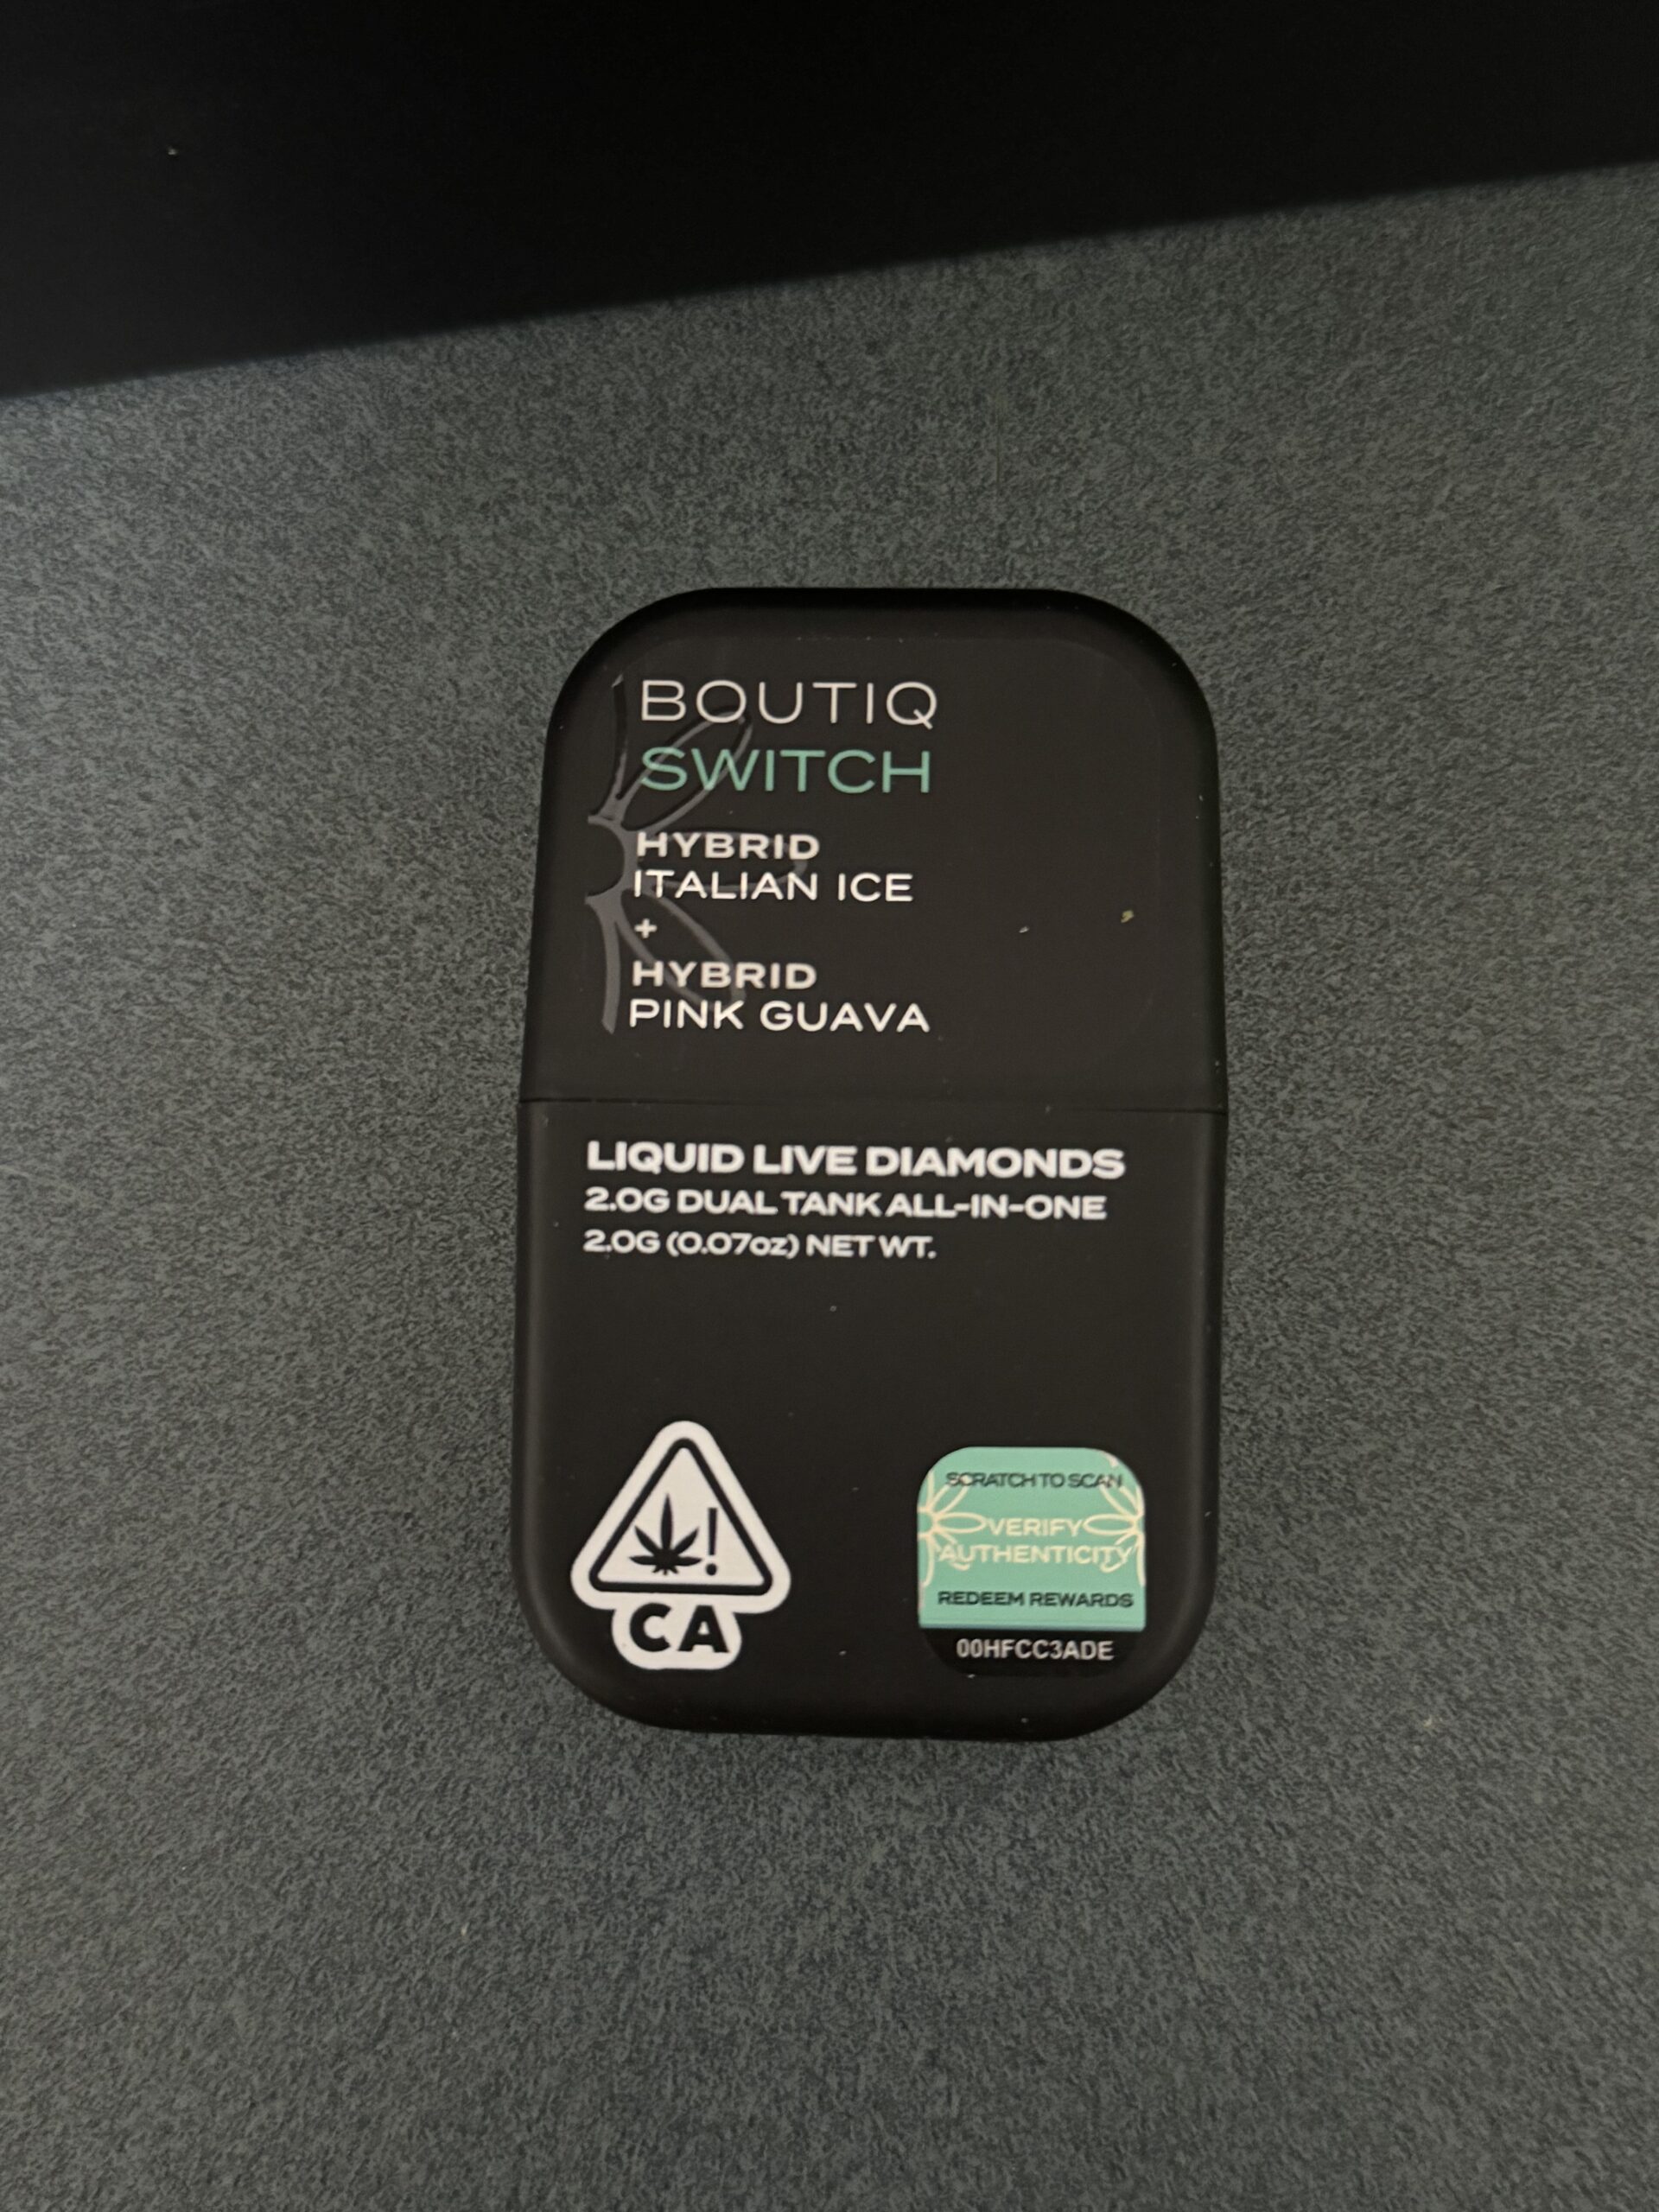 BOUTIQ
SWITCH
HYBRID
ITALIAN ICE
+
HYBRID
PINK GUAVA
LIQUID LIVE DIAMONDS
2.0G DUAL TANK ALL-IN-ONE
2.0G (0.07oz) NET WT.
!
CA
SCRATCH TO SCAN
VERIFY
AUTHENTICITY
REDEEM REWARDS
00HFCC3ADE